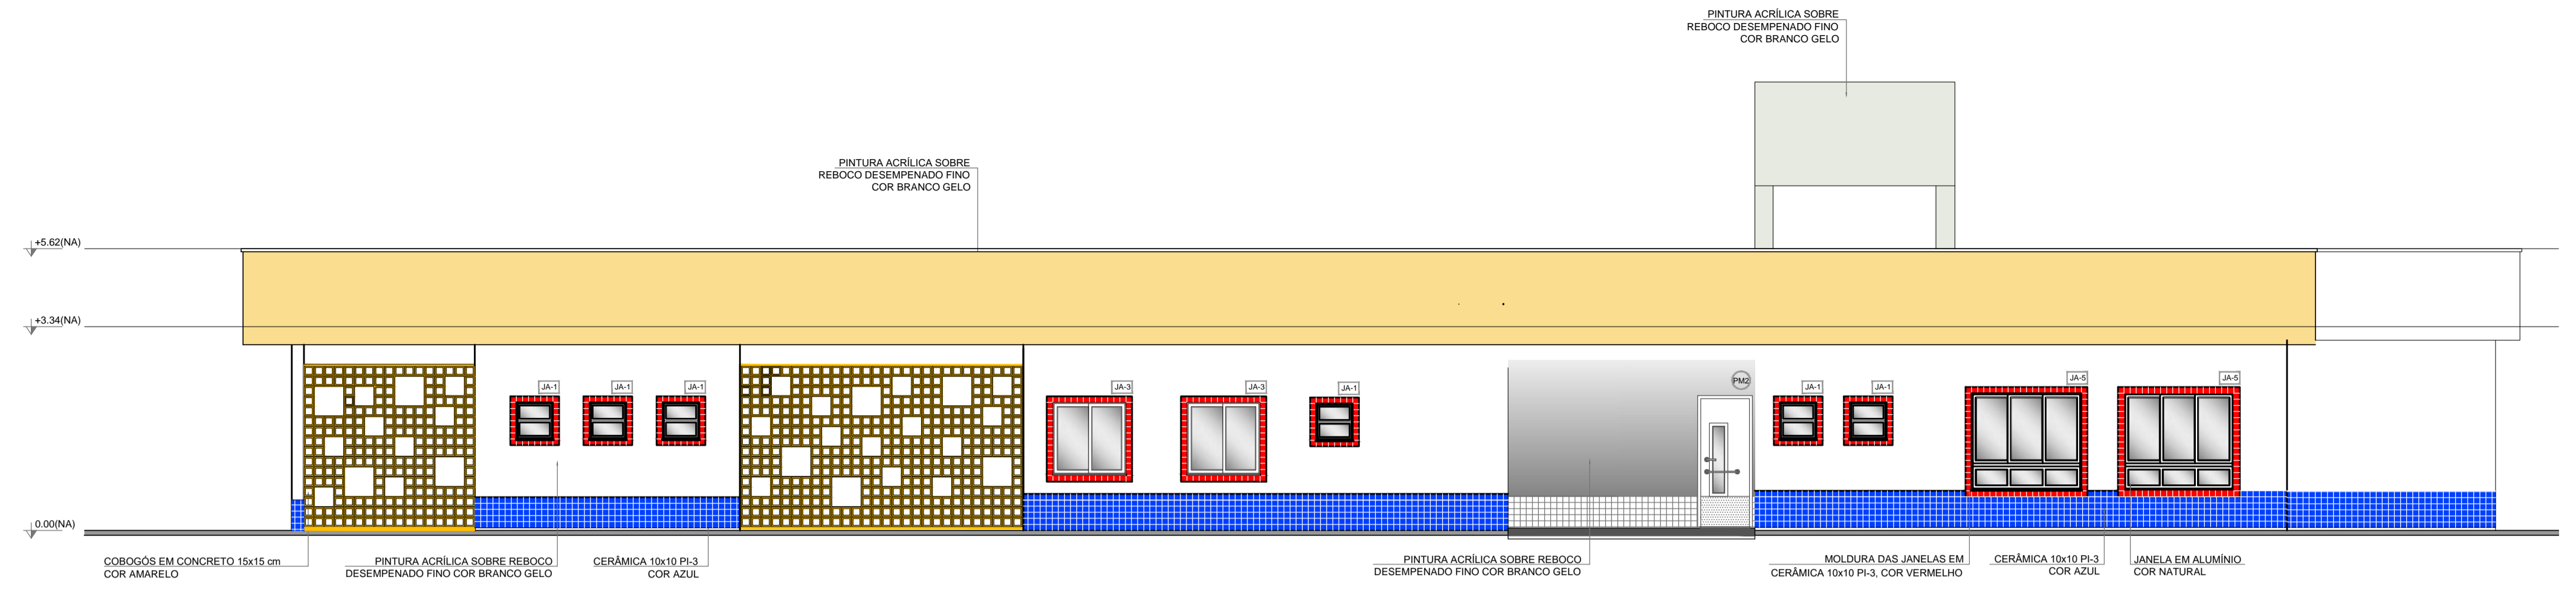 PINTURA ACRÍLICA SOBRE
REBOCO DESEMPENADO FINO
COR BRANCO GELO
PINTURA ACRÍLICA SOBRE
REBOCO DESEMPENADO FINO
COR BRANCO GELO
+5.62(NA)
+3.34(NA)
JA-1
JA-1
JA-1
JA-3
JA-3
JA-1
PM2
JA-1
JA-1
JA-5
JA-5
0.00(NA)
COBOGÓS EM CONCRETO 15x15 cm
COR AMARELO
PINTURA ACRÍLICA SOBRE REBOCO
DESEMPENADO FINO COR BRANCO GELO
CERÂMICA 10x10 PI-3
COR AZUL
PINTURA ACRÍLICA SOBRE REBOCO
DESEMPENADO FINO COR BRANCO GELO
MOLDURA DAS JANELAS EM
CERÂMICA 10x10 PI-3, COR VERMELHO
CERÂMICA 10x10 PI-3
COR AZUL
JANELA EM ALUMÍNIO
COR NATURAL